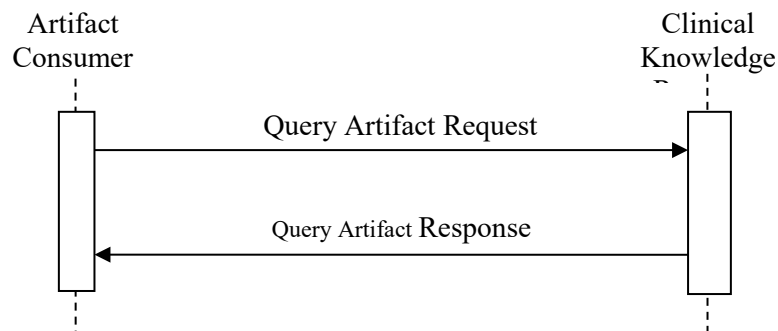 Artifact
Consumer
Clinical
Knowledge
Query Artifact Request
Query Artifact Response